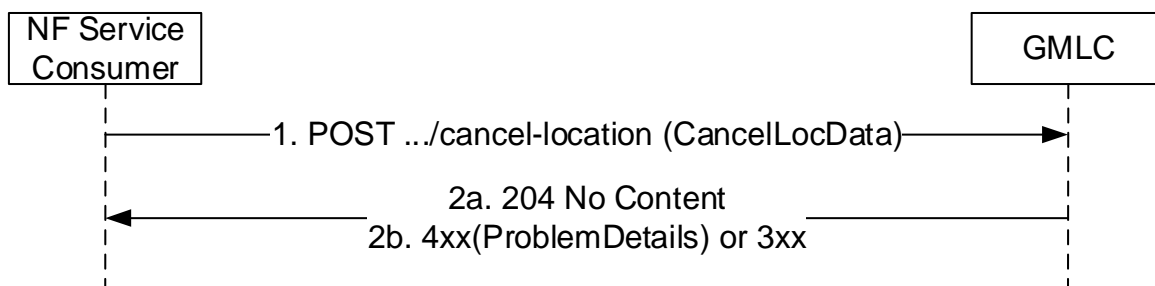 NF Service
Consumer
GMLC
1. POST .../cancel-location (CancelLocData)
2a. 204 No Content
2b. 4xx(ProblemDetails) or 3xx